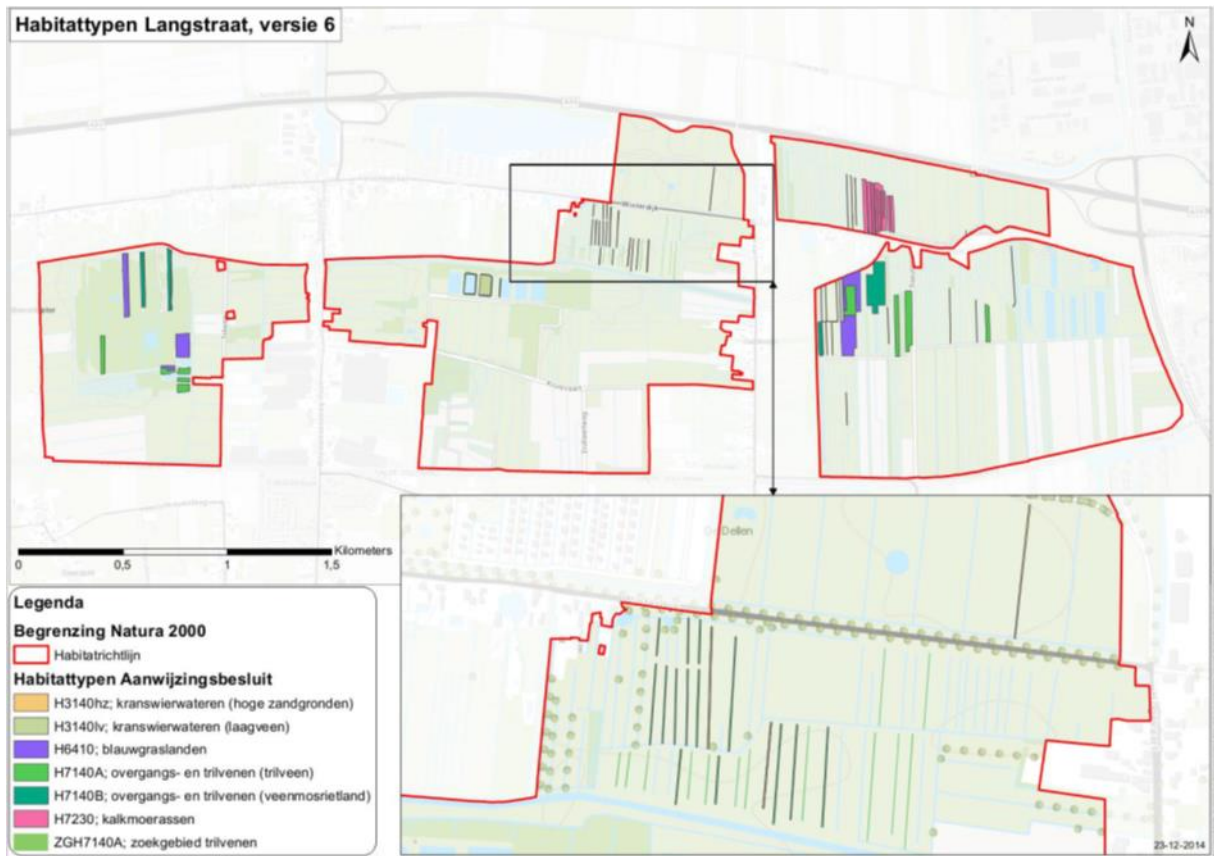 Habitattypen Langstraat, versie 6
N
De Dellen
Kilometers
0 0,5 1 1,5
Legenda
Begrenzing Natura 2000
Habitatrichtlijn
Habitattypen Aanwijzingsbesluit
H3140hz; kranswierwateren (hoge zandgronden)
H3140lv; kranswierwateren (laagveen)
H6410; blauwgraslanden
H7140A; overgangs- en trilvenen (trilveen)
H7140B; overgangs- en trilvenen (veenmosrietland)
H7230; kalkmoerassen
ZGH7140A; zoekgebied trilvenen
23-12-2014